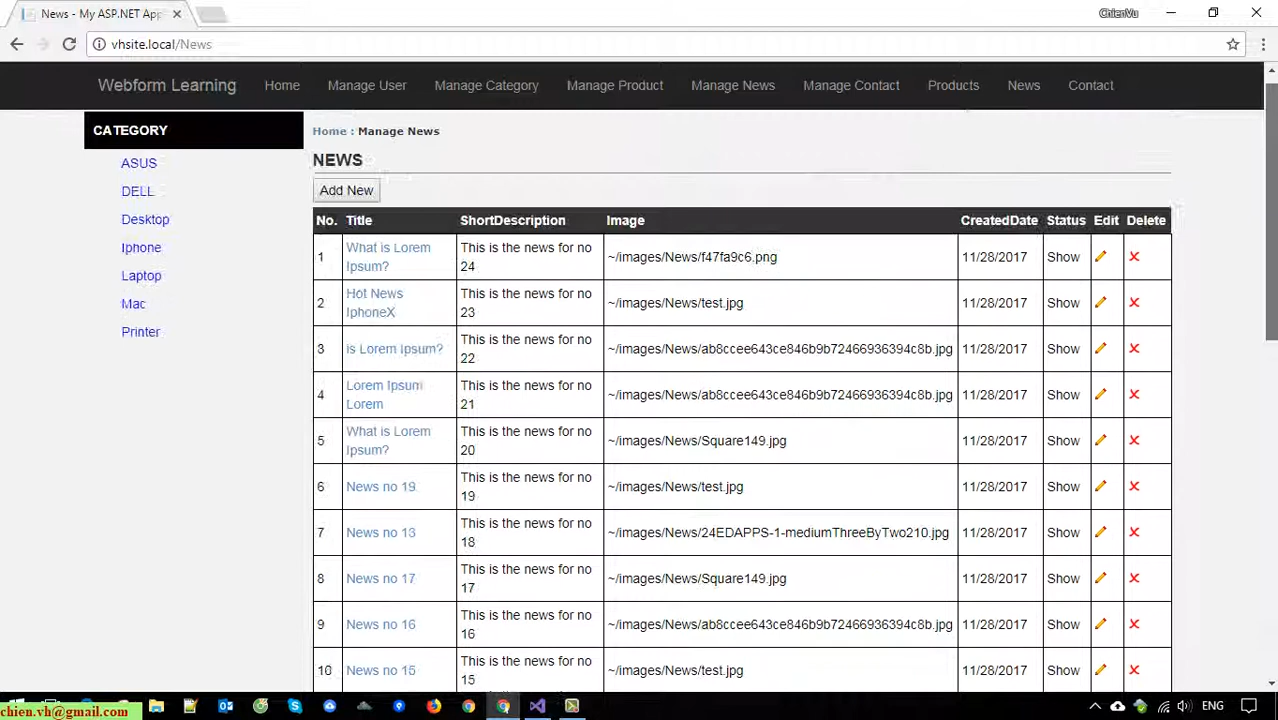 News - My ASP.NET App
ChienVu
vhsite.local/News
Webform Learning Home Manage User Manage Category Manage Product Manage News Manage Contact Products News Contact
CATEGORY
ASUS
DELL
Desktop
Iphone
Laptop
Mac
Printer
Home : Manage News
NEWS
Add New
No. Title ShortDescription Image CreatedDate Status Edit Delete
1 What is Lorem Ipsum? This is the news for no 24 ~/images/News/f47fa9c6.png 11/28/2017 Show
2 Hot News IphoneX This is the news for no 23 ~/images/News/test.jpg 11/28/2017 Show
3 is Lorem Ipsum? This is the news for no 22 ~/images/News/ab8ccee643ce846b9b72466936394c8b.jpg 11/28/2017 Show
4 Lorem Ipsum Lorem This is the news for no 21 ~/images/News/ab8ccee643ce846b9b72466936394c8b.jpg 11/28/2017 Show
5 What is Lorem Ipsum? This is the news for no 20 ~/images/News/Square149.jpg 11/28/2017 Show
6 News no 19 This is the news for no 19 ~/images/News/test.jpg 11/28/2017 Show
7 News no 13 This is the news for no 18 ~/images/News/24EDAPPS-1-mediumThreeByTwo210.jpg 11/28/2017 Show
8 News no 17 This is the news for no 17 ~/images/News/Square149.jpg 11/28/2017 Show
9 News no 16 This is the news for no 16 ~/images/News/ab8ccee643ce846b9b72466936394c8b.jpg 11/28/2017 Show
10 News no 15 This is the news for no 15 ~/images/News/test.jpg 11/28/2017 Show
chien.vh@gmail.com
ENG